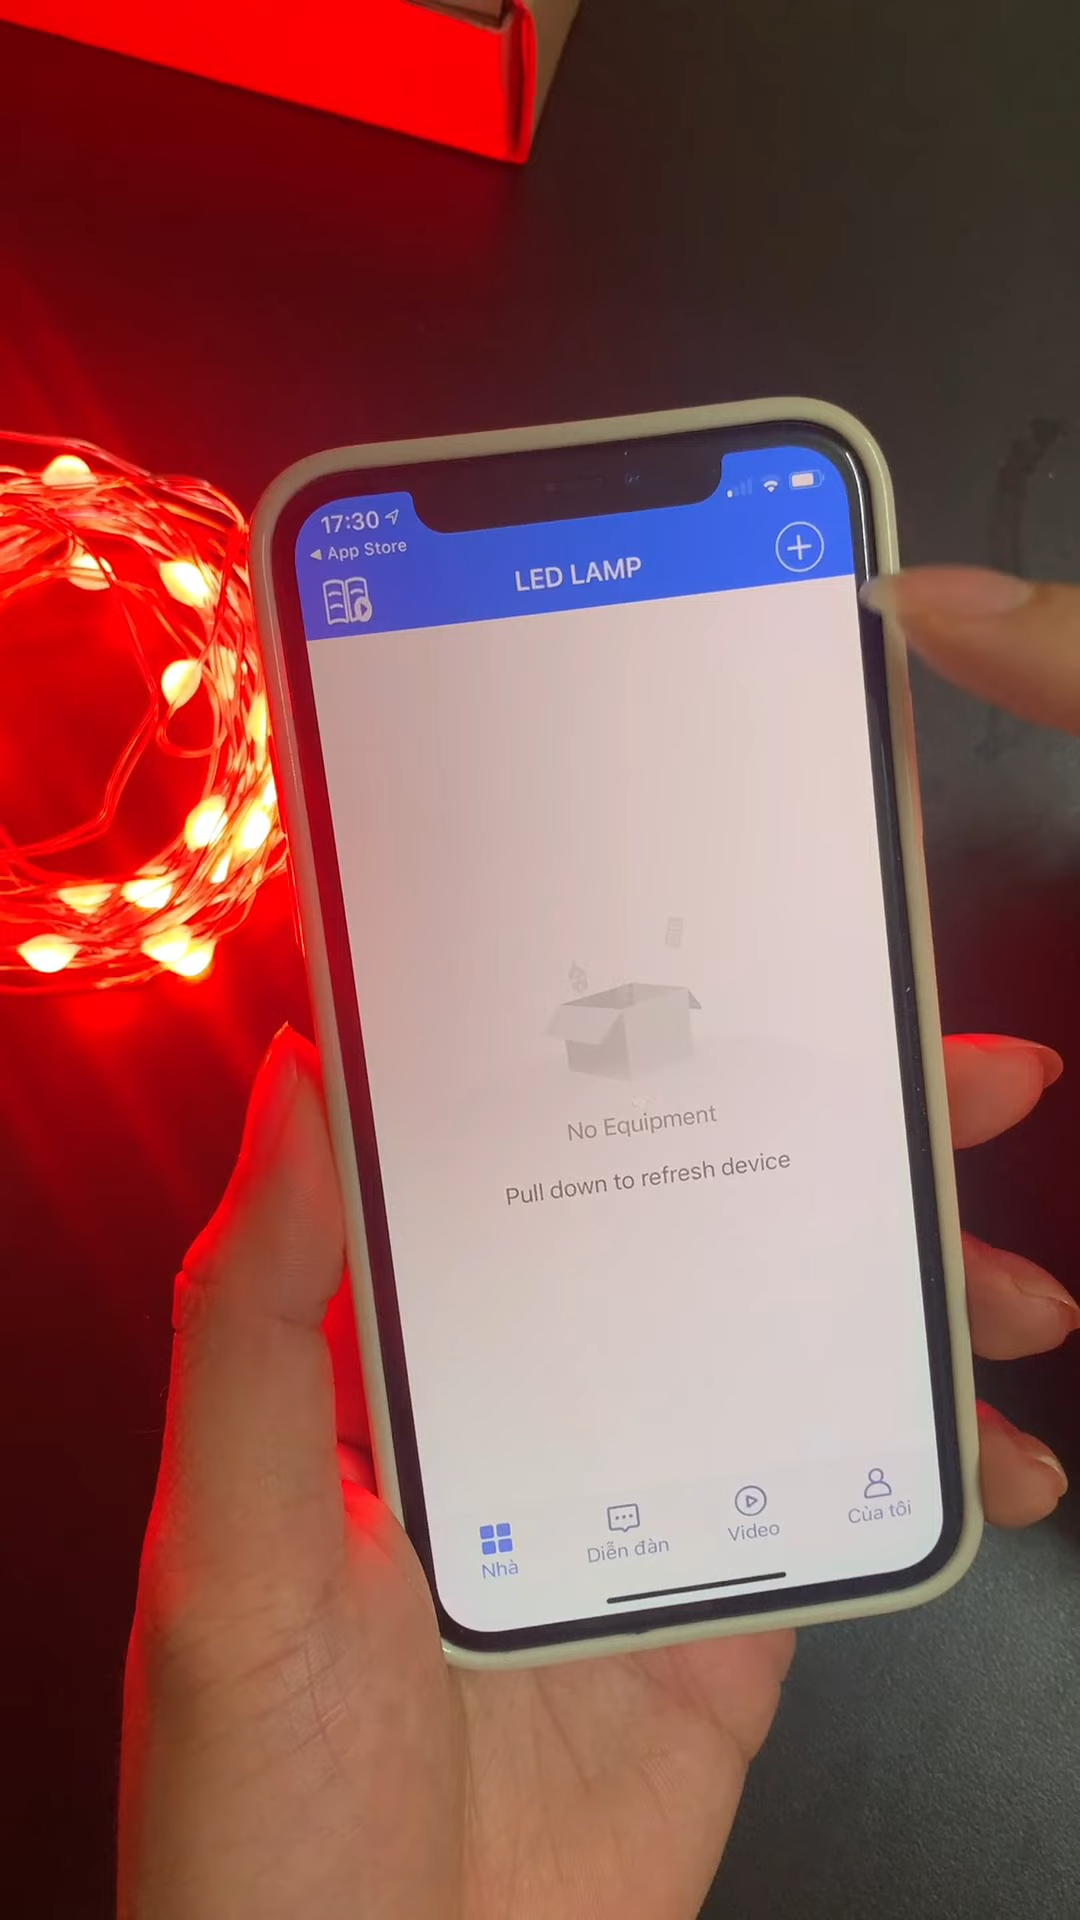 17:30
App Store
LED LAMP
No Equipment
Pull down to refresh device
Nhà
Diễn đàn
Video
Của tôi